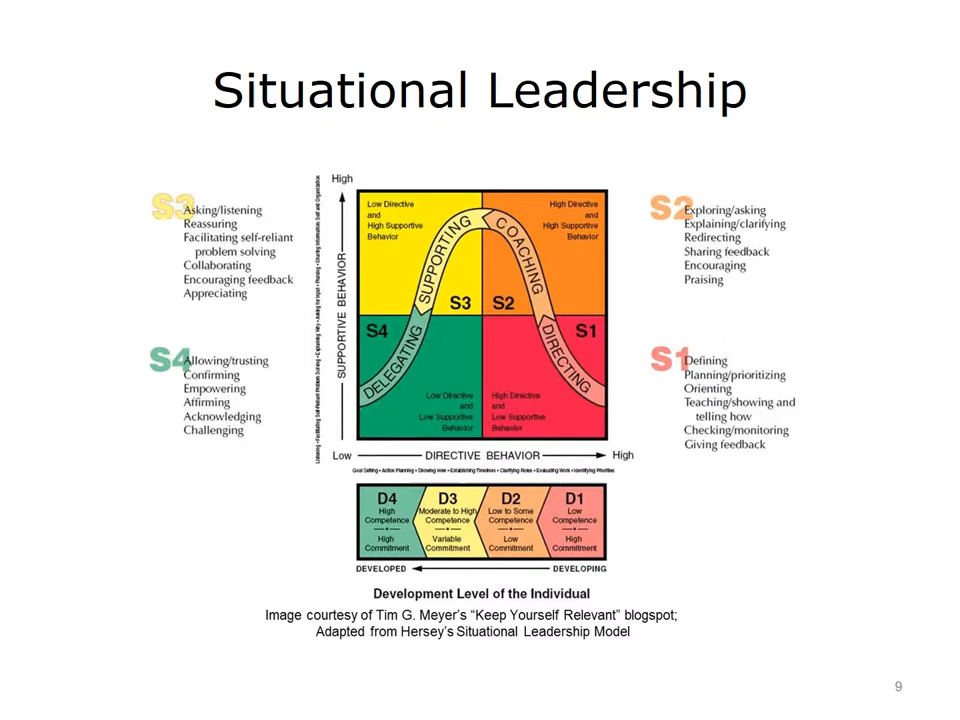 Situational Leadership
S3
Asking/listening
Reassuring
Facilitating self-reliant
problem solving
Collaborating
Encouraging feedback
Appreciating
S4
Allowing/trusting
Confirming
Empowering
Affirming
Acknowledging
Challenging
High
SUPPORTIVE BEHAVIOR
Low Directive
and
High Supportive
Behavior
High Directive
and
High Supportive
Behavior
SUPPORTING
COACHING
S3
S2
S4
S1
DELEGATING
DIRECTING
Low Directive
and
Low Supportive
Behavior
High Directive
and
Low Supportive
Behavior
Low
DIRECTIVE BEHAVIOR
High
Goal Setting • Action Planning • Showing How • Establishing Timelines • Clarifying Roles • Evaluating Work • Identifying Priorities
S2
Exploring/asking
Explaining/clarifying
Redirecting
Sharing feedback
Encouraging
Praising
S1
Defining
Planning/prioritizing
Orienting
Teaching/showing and
telling how
Checking/monitoring
Giving feedback
D4
High
Competence
High
Commitment
D3
Moderate to High
Competence
Variable
Commitment
D2
Low to Some
Competence
Low
Commitment
D1
Low
Competence
High
Commitment
DEVELOPED
DEVELOPING
Development Level of the Individual
Image courtesy of Tim G. Meyer’s “Keep Yourself Relevant” blogspot;
Adapted from Hersey’s Situational Leadership Model
9